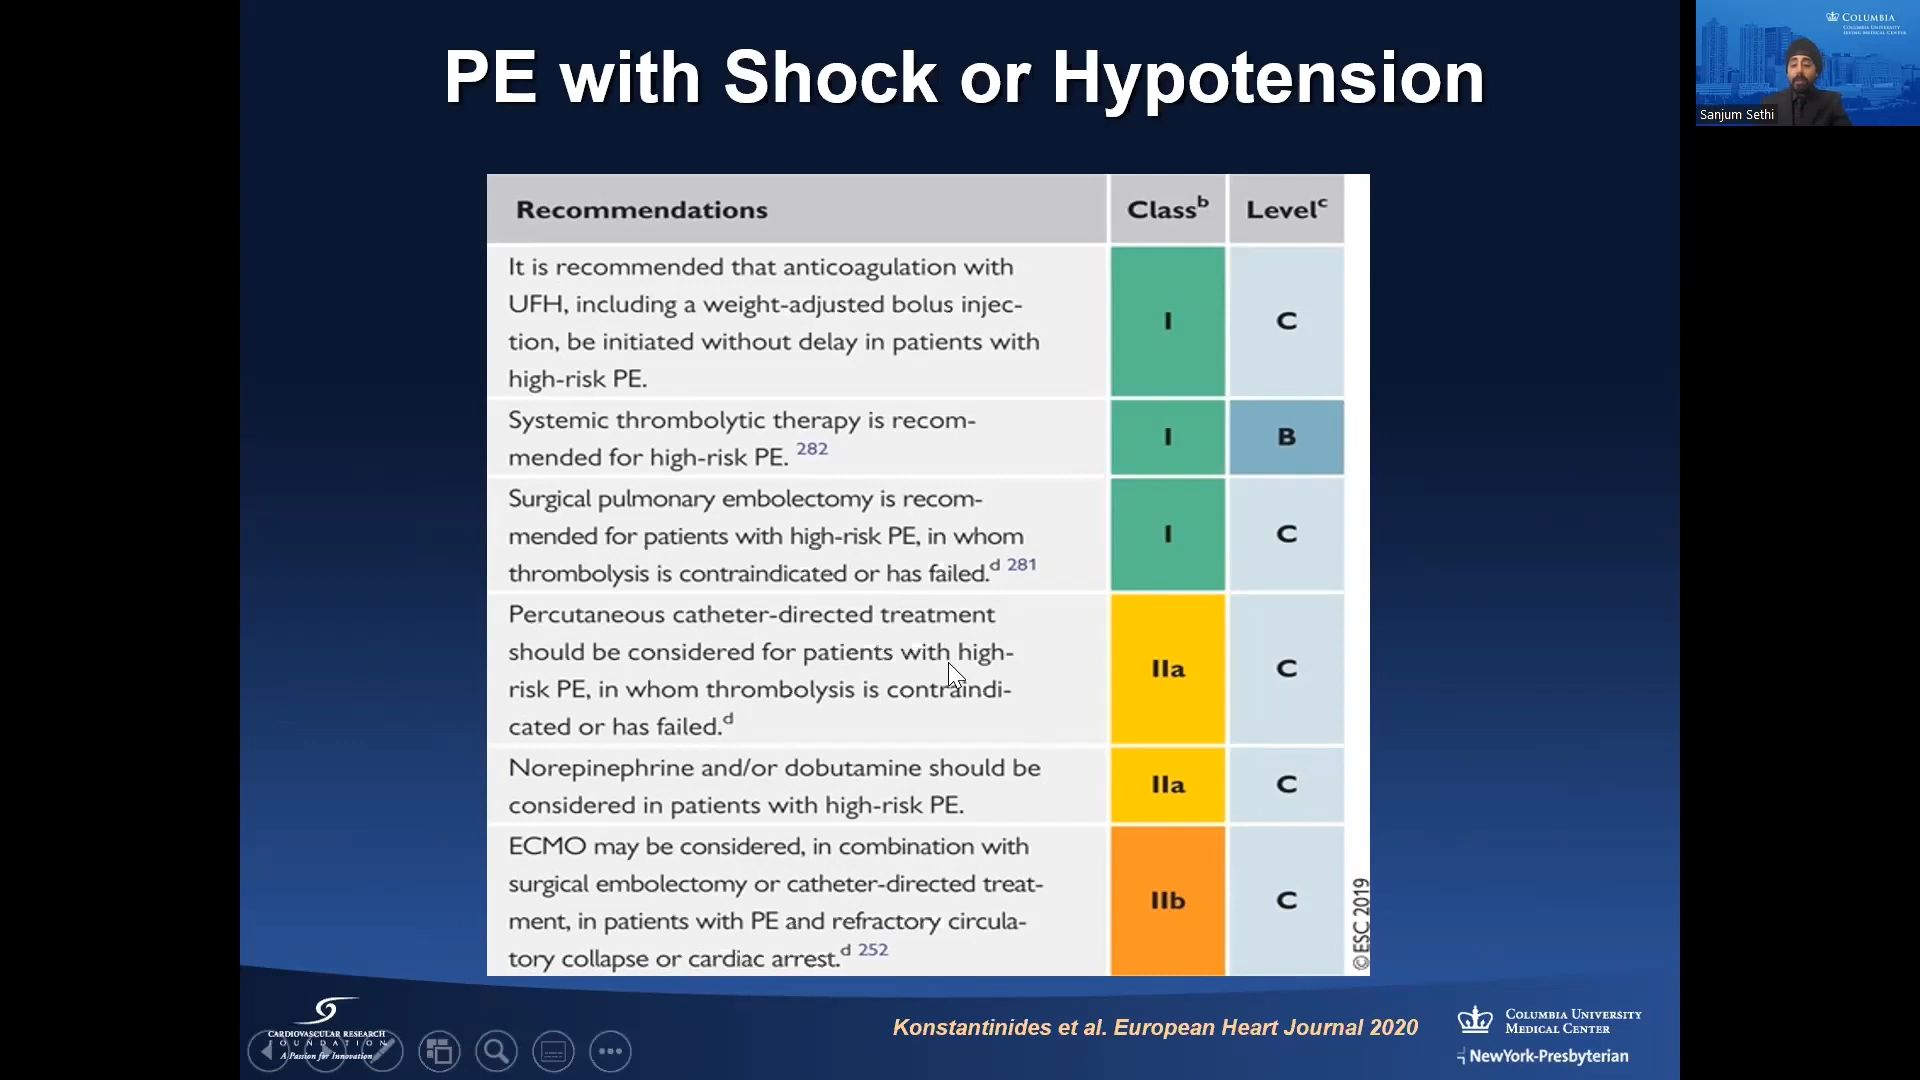 COLUMBIA
COLUMBIA UNIVERSITY
IRVING MEDICAL CENTER
Sanjum Sethi
PE with Shock or Hypotension
Recommendations Classb Levelc
It is recommended that anticoagulation with
UFH, including a weight-adjusted bolus injec-
tion, be initiated without delay in patients with
high-risk PE.
I C
Systemic thrombolytic therapy is recom-
mended for high-risk PE. 282
I B
Surgical pulmonary embolectomy is recom-
mended for patients with high-risk PE, in whom
thrombolysis is contraindicated or has failed.d 281
I C
Percutaneous catheter-directed treatment
should be considered for patients with high-
risk PE, in whom thrombolysis is contraindi-
cated or has failed.d
IIa C
Norepinephrine and/or dobutamine should be
considered in patients with high-risk PE.
IIa C
ECMO may be considered, in combination with
surgical embolectomy or catheter-directed treat-
ment, in patients with PE and refractory circula-
tory collapse or cardiac arrest.d 252
IIb C
©ESC 2019
Konstantinides et al. European Heart Journal 2020
CARDIOVASCULAR RESEARCH
FOUNDATION
A Passion for Innovation
COLUMBIA UNIVERSITY
MEDICAL CENTER
NewYork-Presbyterian